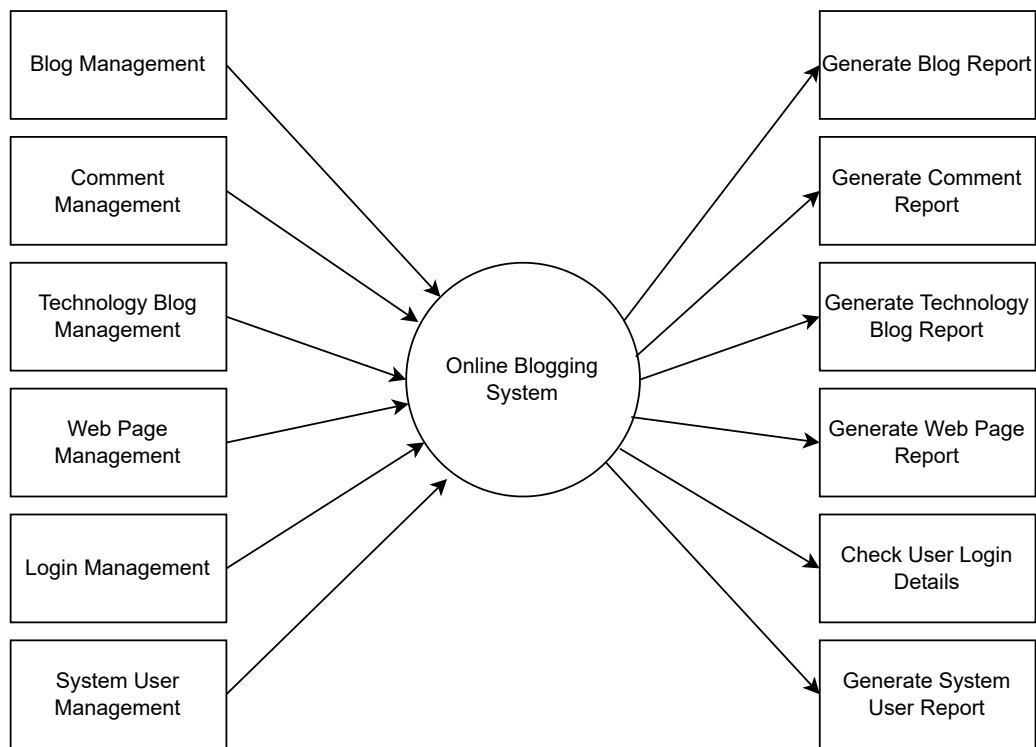 Blog Management
Comment
Management
Technology Blog
Management
Web Page
Management
Login Management
System User
Management
Online Blogging
System
Generate Blog Report
Generate Comment
Report
Generate Technology
Blog Report
Generate Web Page
Report
Check User Login
Details
Generate System
User Report